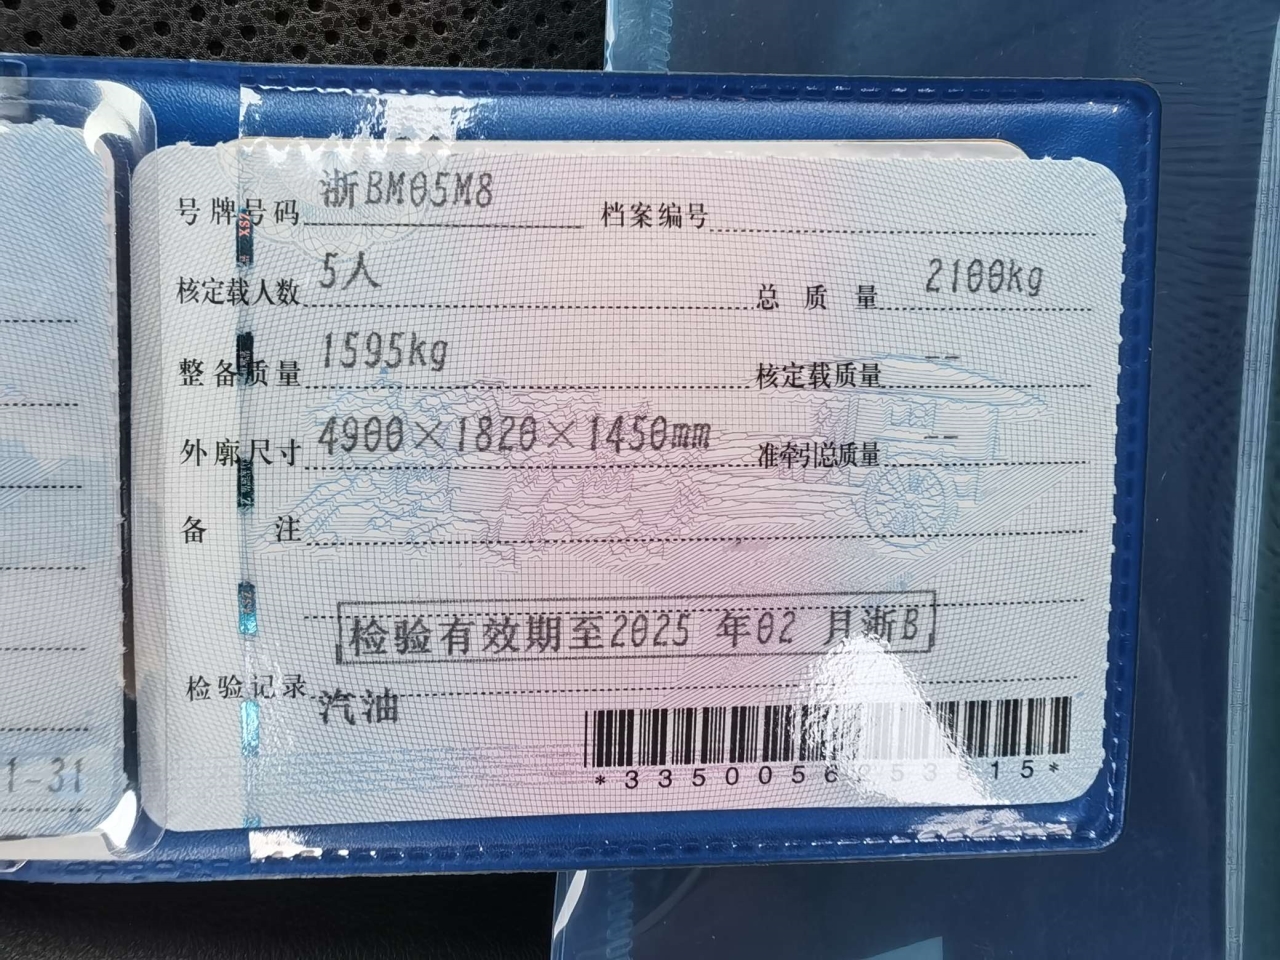 号牌号码 浙BM05M8 档案编号
核定载人数 5人 总质量 2100kg
整备质量 1595kg 核定载质量 --
外廓尺寸 4900×1820×1450mm 准牵引总质量 --
备注
检验有效期至2025 年02 月浙B
检验记录
汽油
1-31